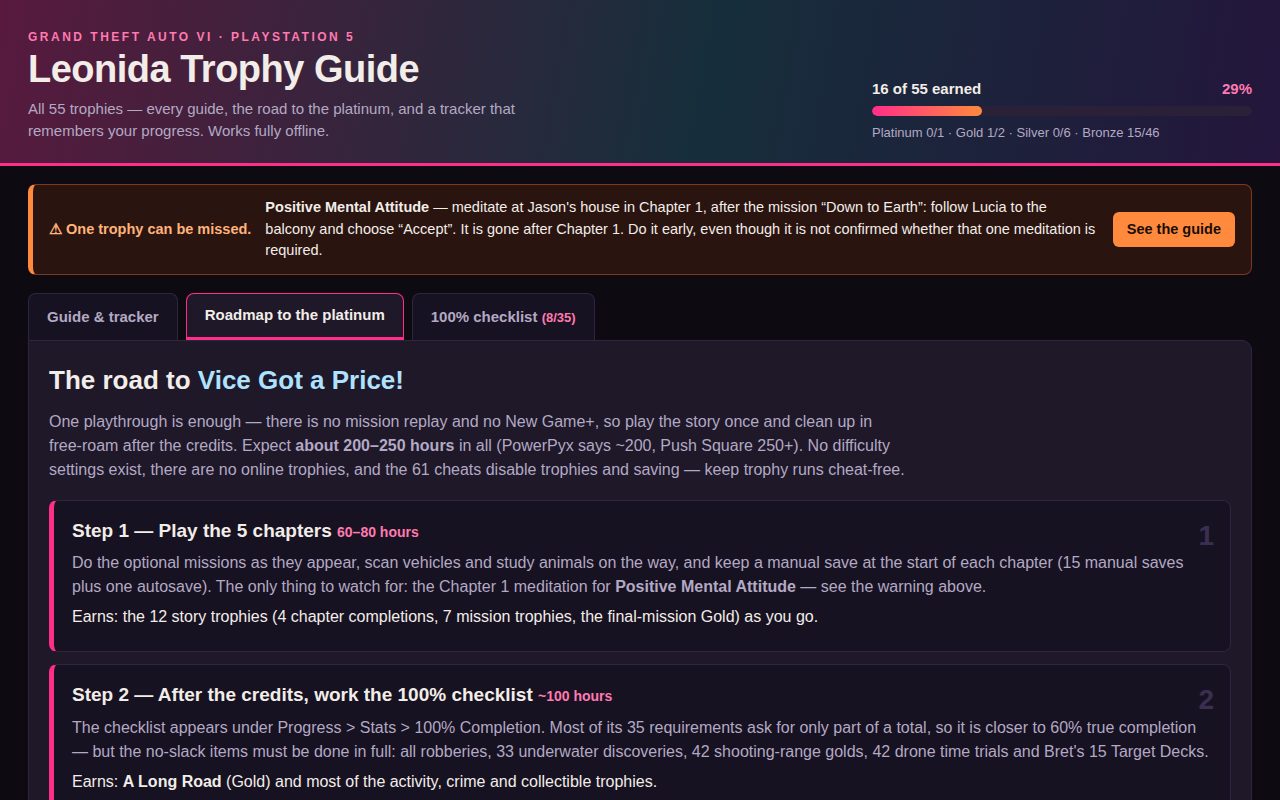 GRAND THEFT AUTO VI · PLAYSTATION 5
Leonida Trophy Guide
All 55 trophies — every guide, the road to the platinum, and a tracker that
remembers your progress. Works fully offline.
16 of 55 earned 29%
Platinum 0/1 · Gold 1/2 · Silver 0/6 · Bronze 15/46
⚠ One trophy can be missed.
Positive Mental Attitude — meditate at Jason's house in Chapter 1, after the mission “Down to Earth”: follow Lucia to the
balcony and choose “Accept”. It is gone after Chapter 1. Do it early, even though it is not confirmed whether that one meditation is
required.
See the guide
Guide & tracker
Roadmap to the platinum
100% checklist (8/35)
The road to Vice Got a Price!
One playthrough is enough — there is no mission replay and no New Game+, so play the story once and clean up in
free-roam after the credits. Expect about 200–250 hours in all (PowerPyx says ~200, Push Square 250+). No difficulty
settings exist, there are no online trophies, and the 61 cheats disable trophies and saving — keep trophy runs cheat-free.
Step 1 — Play the 5 chapters 60–80 hours
1
Do the optional missions as they appear, scan vehicles and study animals on the way, and keep a manual save at the start of each chapter (15 manual saves
plus one autosave). The only thing to watch for: the Chapter 1 meditation for Positive Mental Attitude — see the warning above.
Earns: the 12 story trophies (4 chapter completions, 7 mission trophies, the final-mission Gold) as you go.
Step 2 — After the credits, work the 100% checklist ~100 hours
2
The checklist appears under Progress > Stats > 100% Completion. Most of its 35 requirements ask for only part of a total, so it is closer to 60% true completion
— but the no-slack items must be done in full: all robberies, 33 underwater discoveries, 42 shooting-range golds, 42 drone time trials and Bret's 15 Target Decks.
Earns: A Long Road (Gold) and most of the activity, crime and collectible trophies.